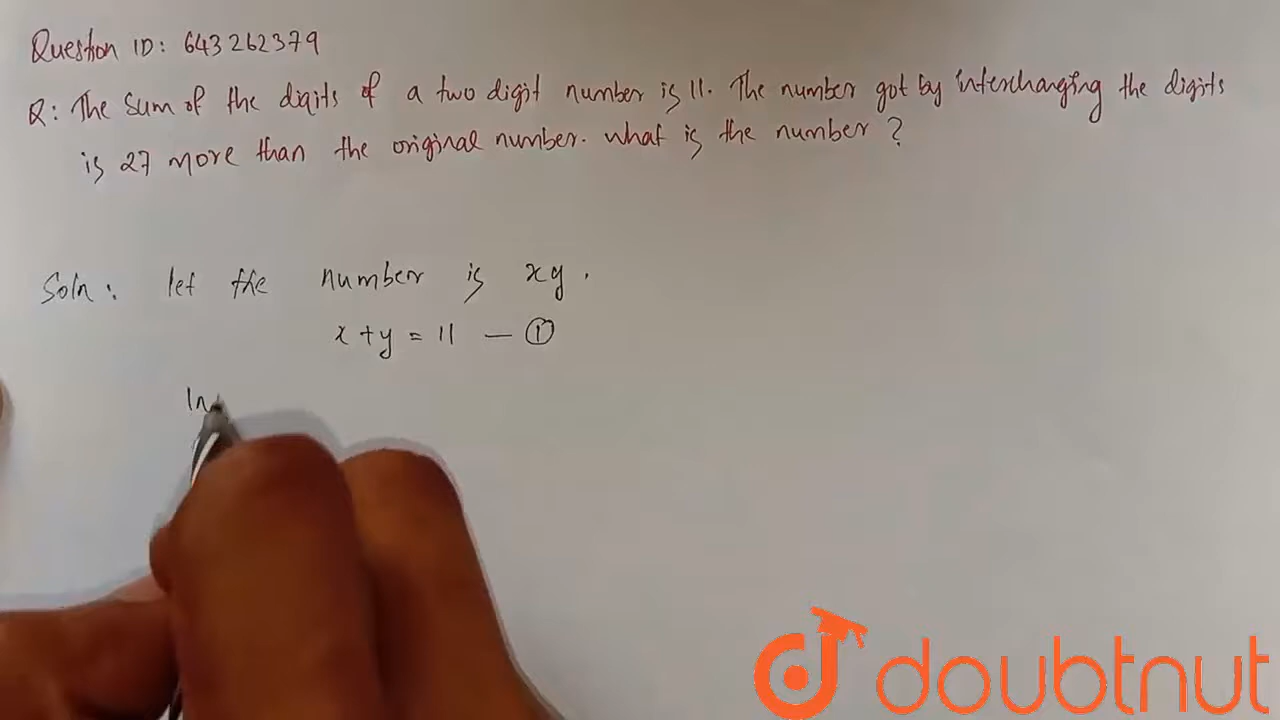 Question ID: 643262379
Q: The Sum of the digits of a two digit number is 11. The number got by interchanging the digits
is 27 more than the original number. what is the number ?
Soln: let the number is xy.
x + y = 11 — ①
In
doubtnut